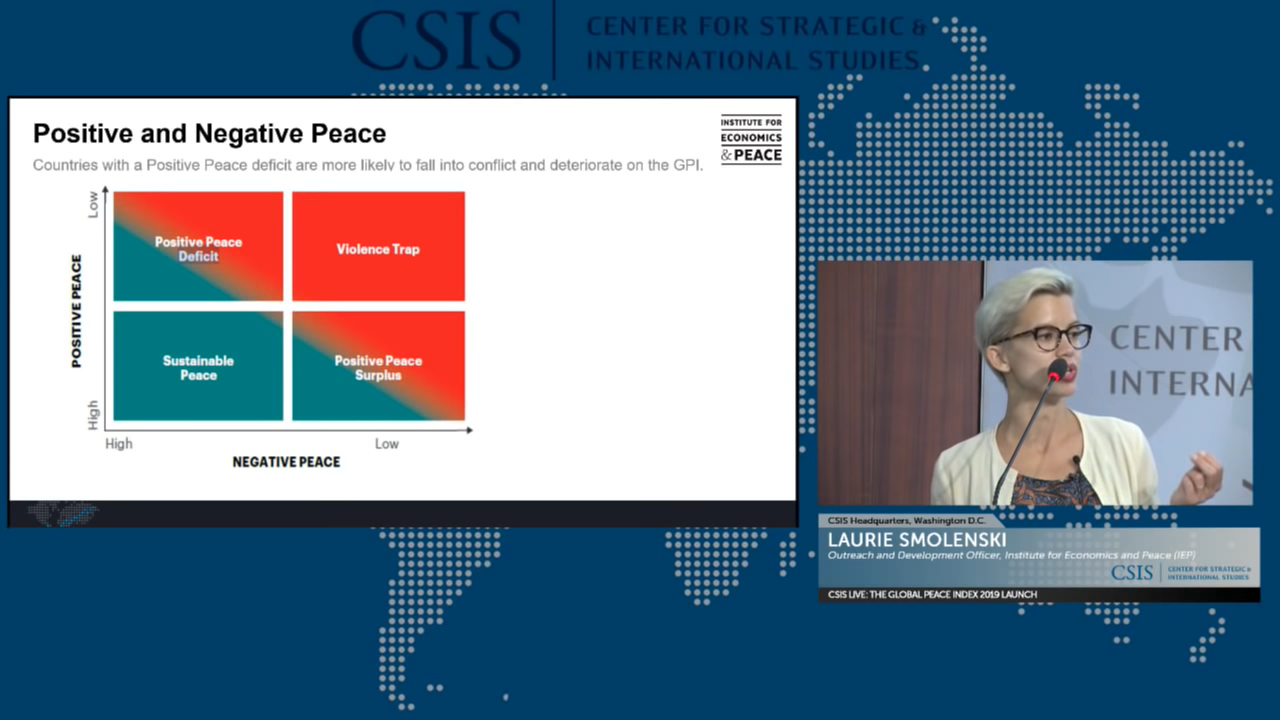 CSIS
CENTER FOR STRATEGIC &
INTERNATIONAL STUDIES
Positive and Negative Peace
Countries with a Positive Peace deficit are more likely to fall into conflict and deteriorate on the GPI.
INSTITUTE FOR
ECONOMICS
& PEACE
Low
POSITIVE PEACE
High
Positive Peace
Deficit
Violence Trap
Sustainable
Peace
Positive Peace
Surplus
High
Low
NEGATIVE PEACE
CENTER
INTERNA
CSIS Headquarters, Washington D.C.
LAURIE SMOLENSKI
Outreach and Development Officer, Institute for Economics and Peace (IEP)
CSIS
CENTER FOR STRATEGIC &
INTERNATIONAL STUDIES
CSIS LIVE: THE GLOBAL PEACE INDEX 2019 LAUNCH